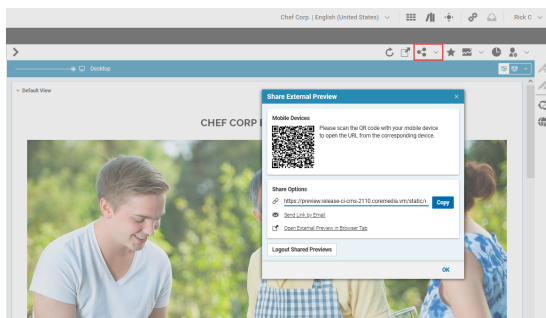 Chef Corp. | English (United States)
Rick C
Desktop
Default View
CHEF CORP
Share External Preview
Mobile Devices
Please scan the QR code with your mobile device
to open the URL from the corresponding device.
Share Options
https://preview.release-ci-cms-2110.coremedia.vm/static/
Copy
Send Link by Email
Open External Preview in Browser Tab
Logout Shared Previews
OK